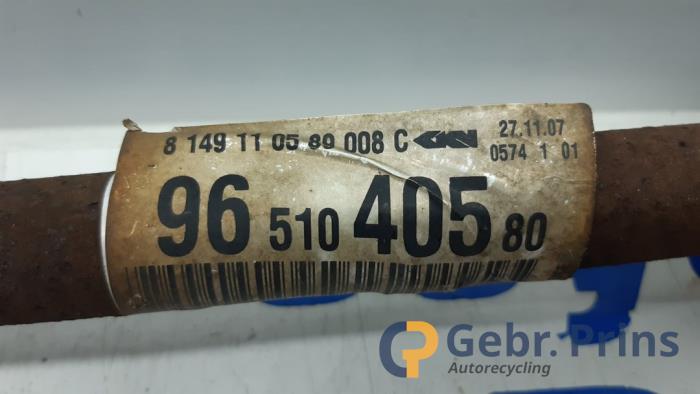 8 149 11 05 89 008 C GKN 27.11.07
0574 1 01
96 510 405 80
Gebr. Prins
Autorecycling